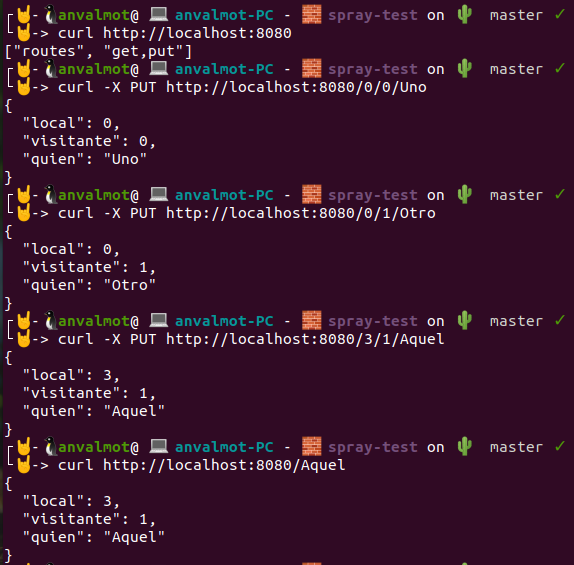 anvalmot@ anvalmot-PC - spray-test on master ✓
-> curl http://localhost:8080
["routes", "get,put"]
anvalmot@ anvalmot-PC - spray-test on master ✓
-> curl -X PUT http://localhost:8080/0/0/Uno
{
  "local": 0,
  "visitante": 0,
  "quien": "Uno"
}
anvalmot@ anvalmot-PC - spray-test on master ✓
-> curl -X PUT http://localhost:8080/0/1/Otro
{
  "local": 0,
  "visitante": 1,
  "quien": "Otro"
}
anvalmot@ anvalmot-PC - spray-test on master ✓
-> curl -X PUT http://localhost:8080/3/1/Aquel
{
  "local": 3,
  "visitante": 1,
  "quien": "Aquel"
}
anvalmot@ anvalmot-PC - spray-test on master ✓
-> curl http://localhost:8080/Aquel
{
  "local": 3,
  "visitante": 1,
  "quien": "Aquel"
}